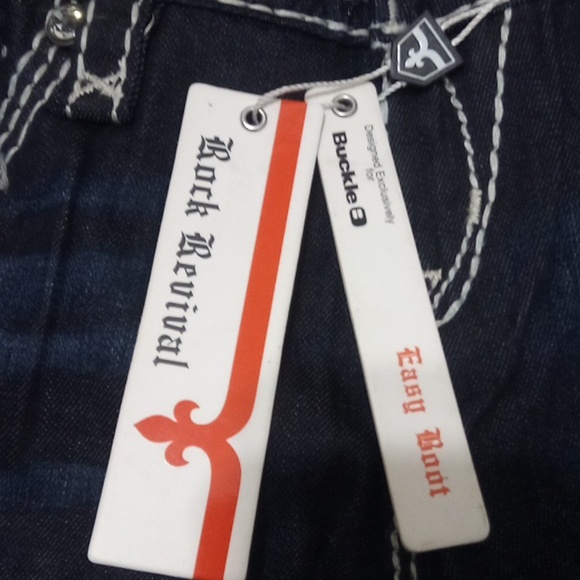 Rock Revival
Designed Exclusively
for
Buckle B
Easy Boot